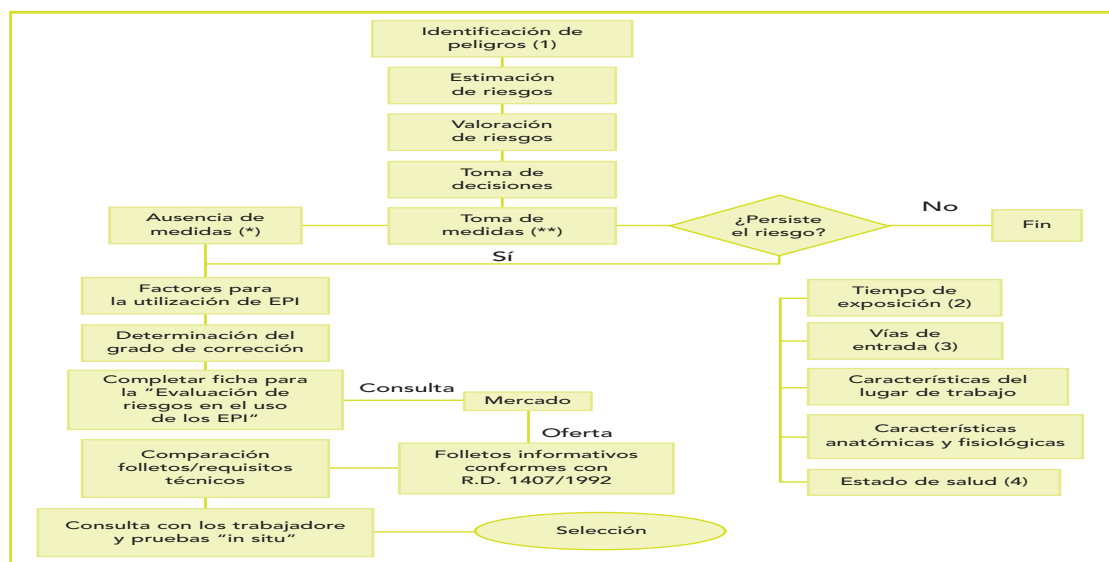 Identificación de
peligros (1)
Estimación
de riesgos
Valoración
de riesgos
Toma de
decisiones
Ausencia de
medidas (*)
Toma de
medidas (**)
¿Persiste
el riesgo?
No
Fin
Sí
Factores para
la utilización de EPI
Determinación del
grado de corrección
Completar ficha para
la “Evaluación de
riesgos en el uso
de los EPI”
Consulta
Mercado
Oferta
Comparación
folletos/requisitos
técnicos
Folletos informativos
conformes con
R.D. 1407/1992
Consulta con los trabajadore
y pruebas “in situ”
Selección
Tiempo de
exposición (2)
Vías de
entrada (3)
Características del
lugar de trabajo
Características
anatómicas y fisiológicas
Estado de salud (4)